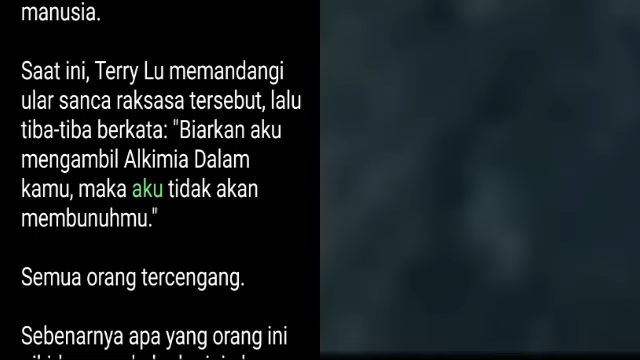 manusia.
Saat ini, Terry Lu memandangi
ular sanca raksasa tersebut, lalu
tiba-tiba berkata: "Biarkan aku
mengambil Alkimia Dalam
kamu, maka aku tidak akan
membunuhmu."
Semua orang tercengang.
Sebenarnya apa yang orang ini